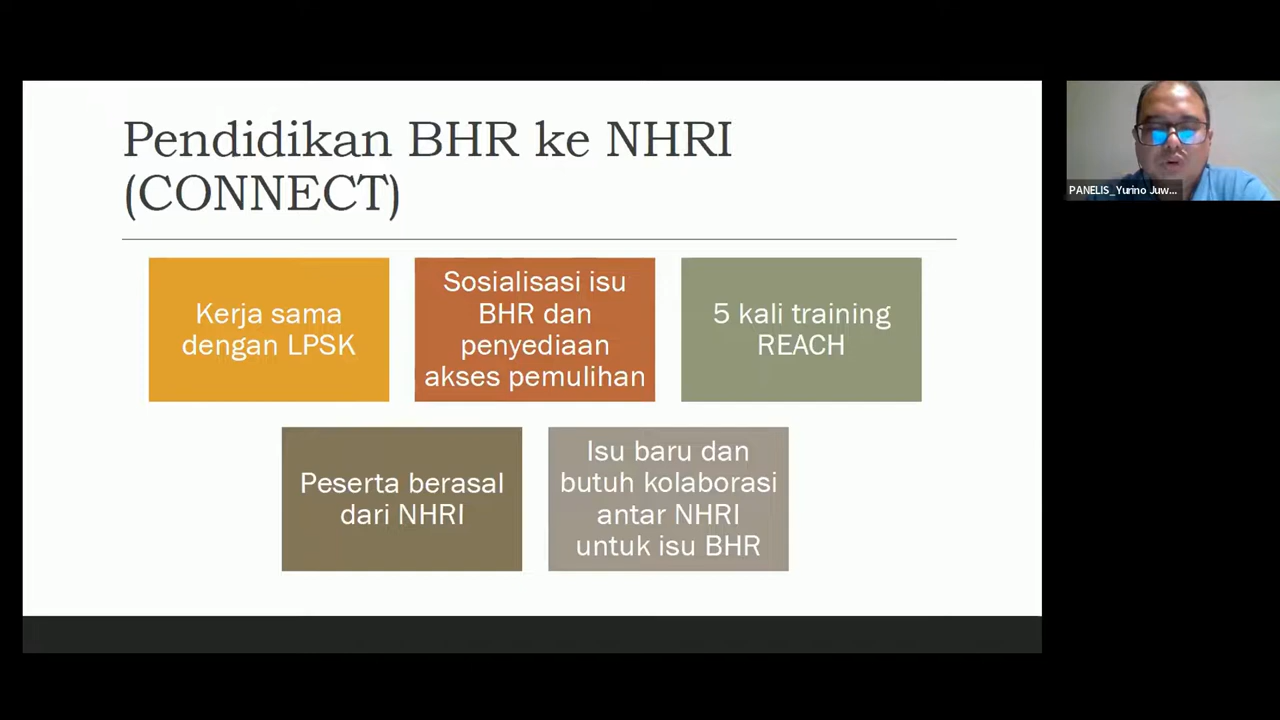 Pendidikan BHR ke NHRI
(CONNECT)
Kerja sama
dengan LPSK
Sosialisasi isu
BHR dan
penyediaan
akses pemulihan
5 kali training
REACH
Peserta berasal
dari NHRI
Isu baru dan
butuh kolaborasi
antar NHRI
untuk isu BHR
PANELIS_Yurino Juw...